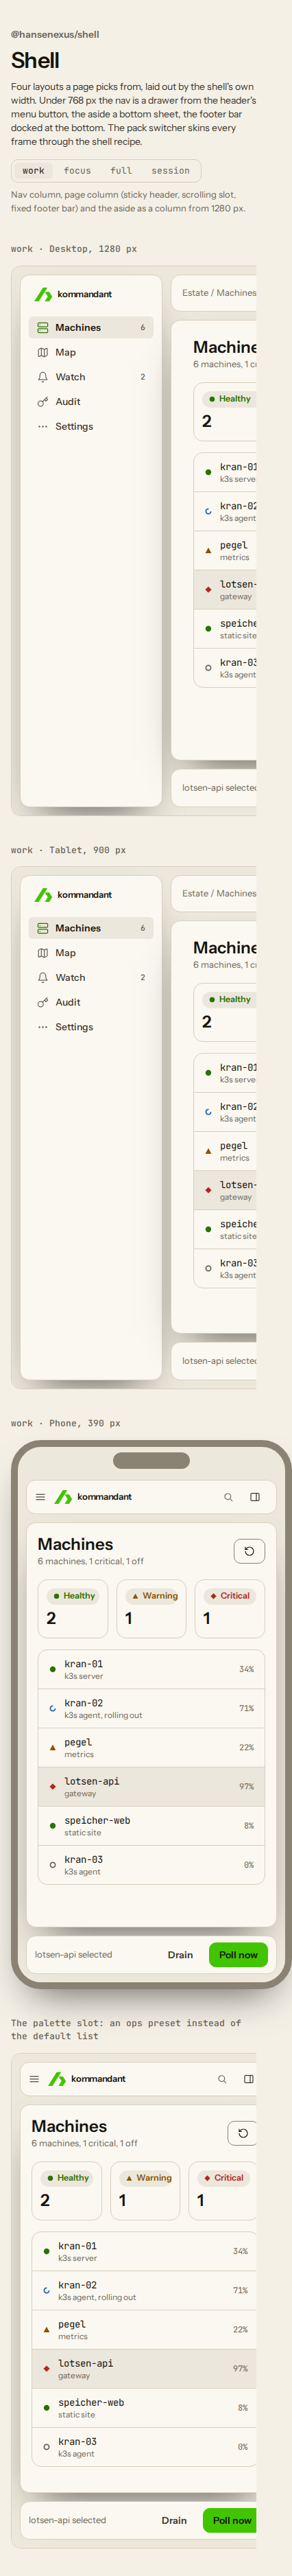 @hansenexus/shell
Shell
Four layouts a page picks from, laid out by the shell's own
width. Under 768 px the nav is a drawer from the header's
menu button, the aside a bottom sheet, the footer bar
docked at the bottom. The pack switcher skins every
frame through the shell recipe.
work focus full session
Nav column, page column (sticky header, scrolling slot,
fixed footer bar) and the aside as a column from 1280 px.
work · Desktop, 1280 px
kommandant
Estate / Machines
Machines 6
Map
Watch 2
Audit
Settings
Machine
6 machines, 1 cr
Healthy
2
kran-01
k3s serve
kran-02
k3s agent
pegel
metrics
lotsen-
gateway
speiche
static site
kran-03
k3s agent
lotsen-api selected
work · Tablet, 900 px
kommandant
Estate / Machines
Machines 6
Map
Watch 2
Audit
Settings
Machine
6 machines, 1 cr
Healthy
2
kran-01
k3s serve
kran-02
k3s agent
pegel
metrics
lotsen-
gateway
speiche
static site
kran-03
k3s agent
lotsen-api selected
work · Phone, 390 px
kommandant
Machines
6 machines, 1 critical, 1 off
Healthy Warning Critical
2 1 1
kran-01 34%
k3s server
kran-02 71%
k3s agent, rolling out
pegel 22%
metrics
lotsen-api 97%
gateway
speicher-web 8%
static site
kran-03 0%
k3s agent
lotsen-api selected Drain Poll now
The palette slot: an ops preset instead of
the default list
kommandant
Machines
6 machines, 1 critical, 1 off
Healthy Warning Critical
2 1 1
kran-01 34%
k3s server
kran-02 71%
k3s agent, rolling out
pegel 22%
metrics
lotsen-api 97%
gateway
speicher-web 8%
static site
kran-03 0%
k3s agent
lotsen-api selected Drain Poll now